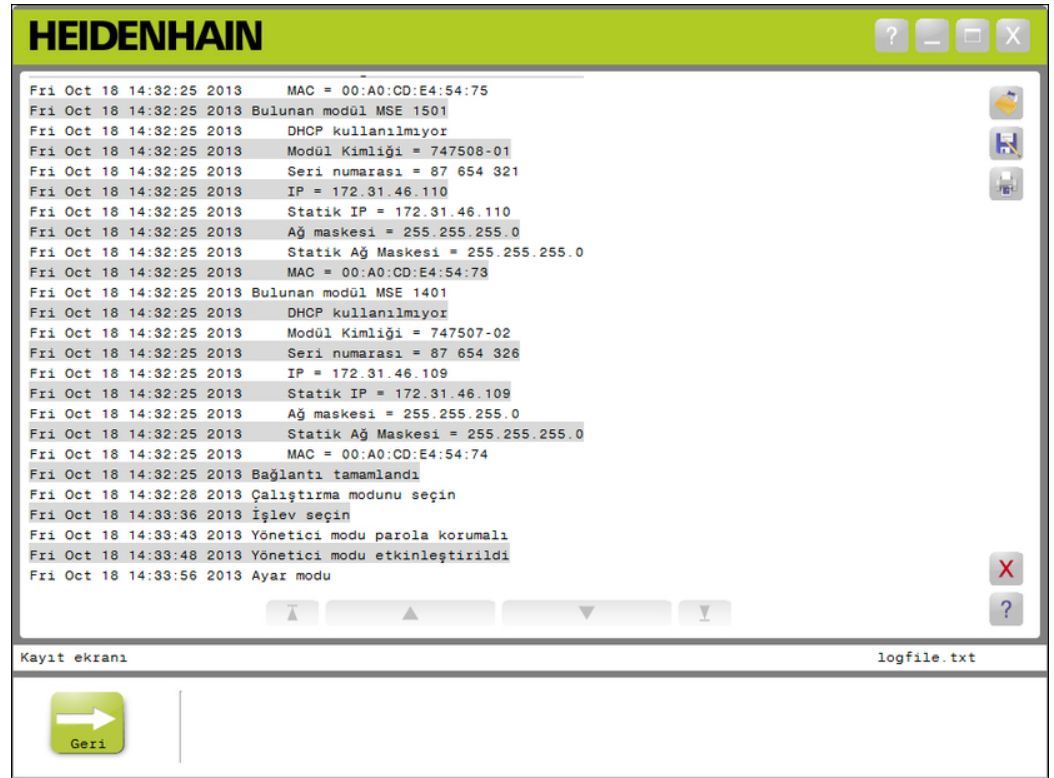 HEIDENHAIN
Fri Oct 18 14:32:25 2013 MAC = 00:A0:CD:E4:54:75
Fri Oct 18 14:32:25 2013 Bulunan modül MSE 1501
Fri Oct 18 14:32:25 2013 DHCP kullanılmıyor
Fri Oct 18 14:32:25 2013 Modül Kimliği = 747508-01
Fri Oct 18 14:32:25 2013 Seri numarası = 87 654 321
Fri Oct 18 14:32:25 2013 IP = 172.31.46.110
Fri Oct 18 14:32:25 2013 Statik IP = 172.31.46.110
Fri Oct 18 14:32:25 2013 Ağ maskesi = 255.255.255.0
Fri Oct 18 14:32:25 2013 Statik Ağ Maskesi = 255.255.255.0
Fri Oct 18 14:32:25 2013 MAC = 00:A0:CD:E4:54:73
Fri Oct 18 14:32:25 2013 Bulunan modül MSE 1401
Fri Oct 18 14:32:25 2013 DHCP kullanılmıyor
Fri Oct 18 14:32:25 2013 Modül Kimliği = 747507-02
Fri Oct 18 14:32:25 2013 Seri numarası = 87 654 326
Fri Oct 18 14:32:25 2013 IP = 172.31.46.109
Fri Oct 18 14:32:25 2013 Statik IP = 172.31.46.109
Fri Oct 18 14:32:25 2013 Ağ maskesi = 255.255.255.0
Fri Oct 18 14:32:25 2013 Statik Ağ Maskesi = 255.255.255.0
Fri Oct 18 14:32:25 2013 MAC = 00:A0:CD:E4:54:74
Fri Oct 18 14:32:25 2013 Bağlantı tamamlandı
Fri Oct 18 14:32:28 2013 Çalıştırma modunu seçin
Fri Oct 18 14:33:36 2013 İşlev seçin
Fri Oct 18 14:33:43 2013 Yönetici modu parola korumalı
Fri Oct 18 14:33:48 2013 Yönetici modu etkinleştirildi
Fri Oct 18 14:33:56 2013 Ayar modu
Kayıt ekranı logfile.txt
Geri